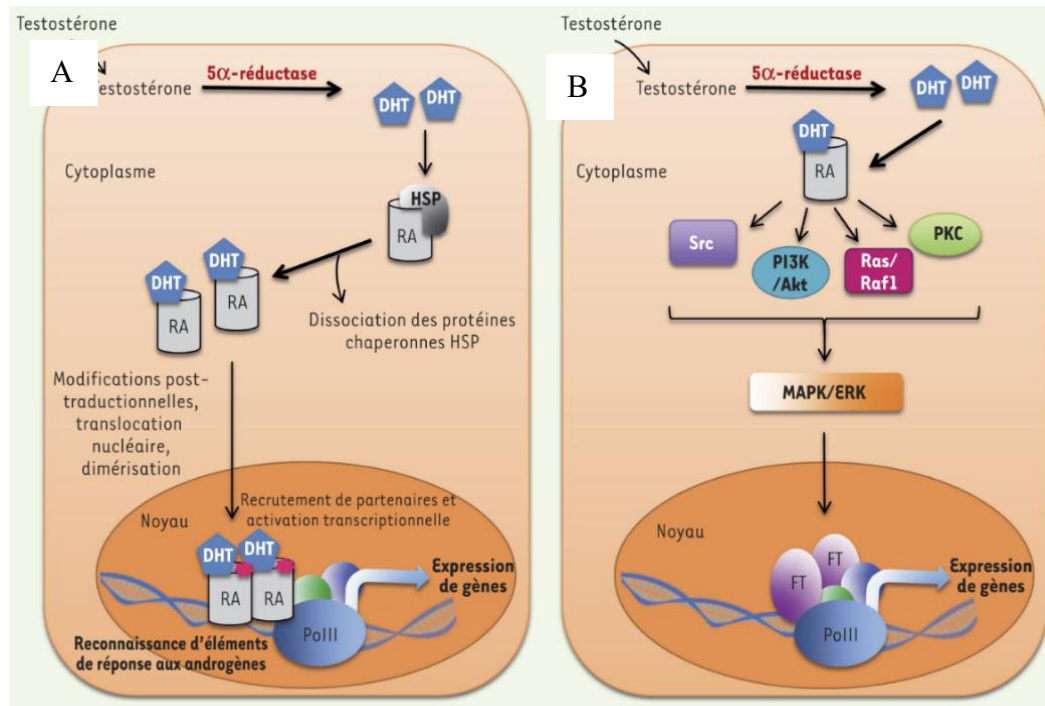 Testostérone
A
estostérone
5α-réductase
DHT
DHT
Cytoplasme
HSP
RA
DHT
DHT
RA
RA
Dissociation des protéines
chaperonnes HSP
Modifications post-
traductionnelles,
translocation
nucléaire,
dimérisation
Recrutement de partenaires et
activation transcriptionnelle
Noyau
DHT
DHT
Expression
de gènes
RA
RA
PolII
Reconnaissance d'éléments
de réponse aux androgènes
Testostérone
B
Testostérone
5α-réductase
DHT
DHT
DHT
Cytoplasme
RA
Src
PI3K
/Akt
Ras/
Raf1
PKC
MAPK/ERK
Noyau
FT
FT
Expression
de gènes
PolII